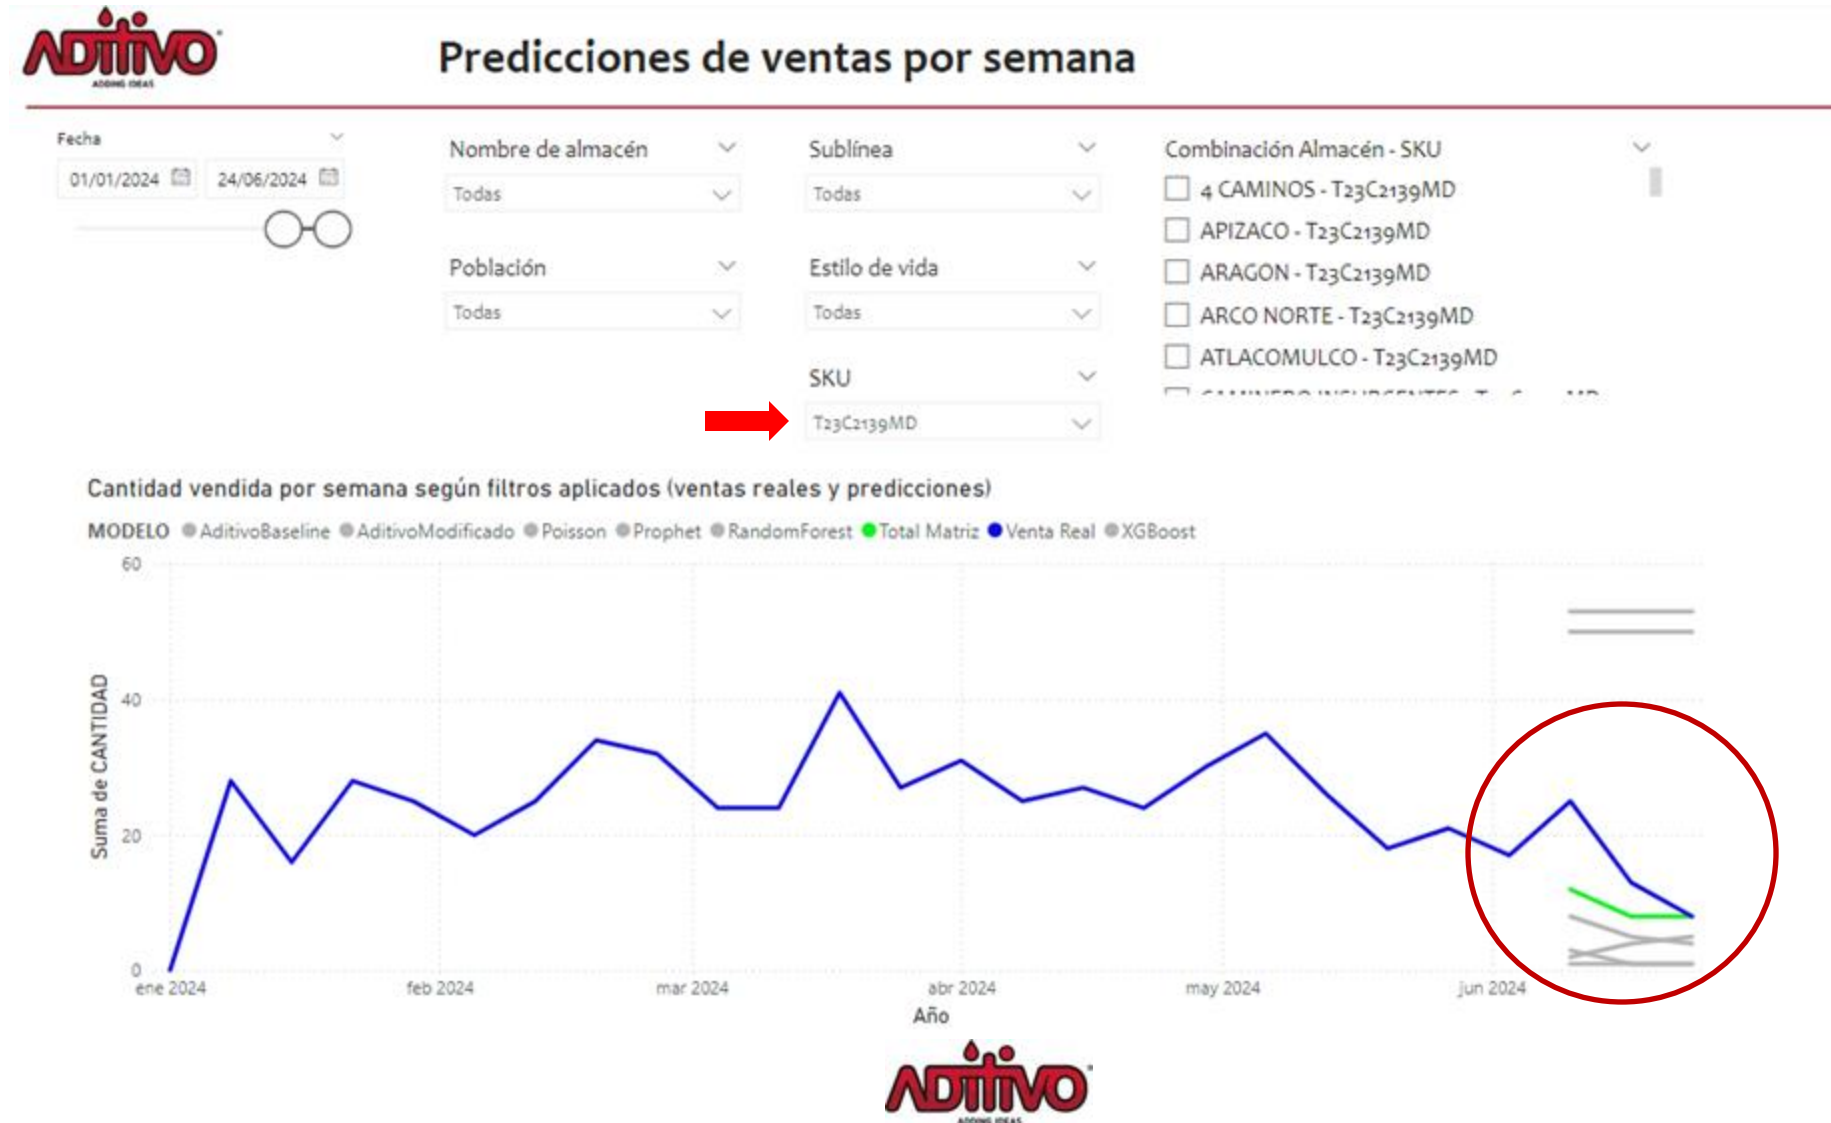 ADITIVO
ADDING IDEAS
Predicciones de ventas por semana
Fecha
01/01/2024 24/06/2024
Nombre de almacén
Todas
Sublínea
Todas
Población
Todas
Estilo de vida
Todas
SKU
T23C2139MD
Combinación Almacén - SKU
4 CAMINOS - T23C2139MD
APIZACO - T23C2139MD
ARAGON - T23C2139MD
ARCO NORTE - T23C2139MD
ATLACOMULCO - T23C2139MD
Cantidad vendida por semana según filtros aplicados (ventas reales y predicciones)
MODELO AditivoBaseline AditivoModificado Poisson Prophet RandomForest Total Matriz Venta Real XGBoost
60
40
20
0
Suma de CANTIDAD
ene 2024 feb 2024 mar 2024 abr 2024 may 2024 jun 2024
Año
ADITIVO
ADDING IDEAS